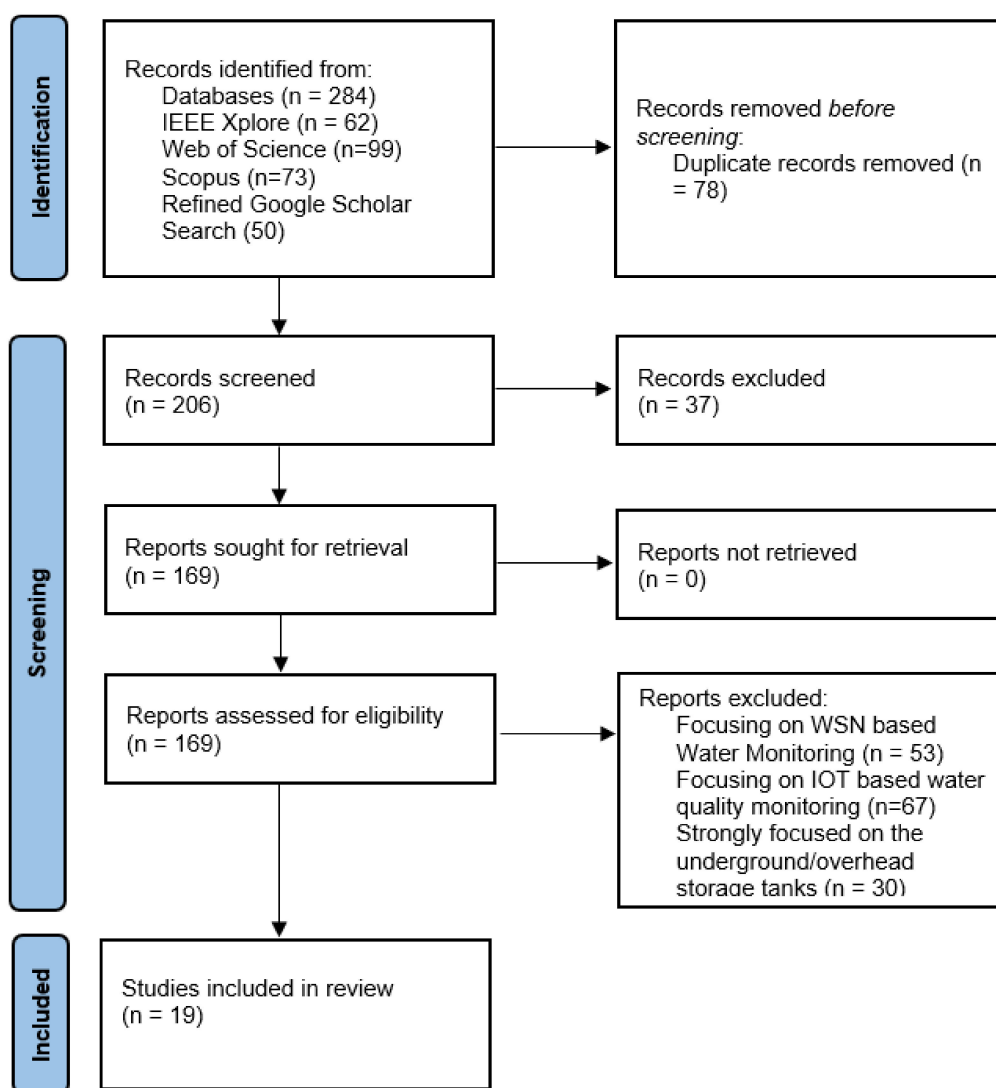 Identification
Records identified from:
Databases (n = 284)
IEEE Xplore (n = 62)
Web of Science (n=99)
Scopus (n=73)
Refined Google Scholar
Search (50)
Records removed before
screening:
Duplicate records removed (n
= 78)
Screening
Records screened
(n = 206)
Records excluded
(n = 37)
Reports sought for retrieval
(n = 169)
Reports not retrieved
(n = 0)
Reports assessed for eligibility
(n = 169)
Reports excluded:
Focusing on WSN based
Water Monitoring (n = 53)
Focusing on IOT based water
quality monitoring (n=67)
Strongly focused on the
underground/overhead
storage tanks (n = 30)
Included
Studies included in review
(n = 19)